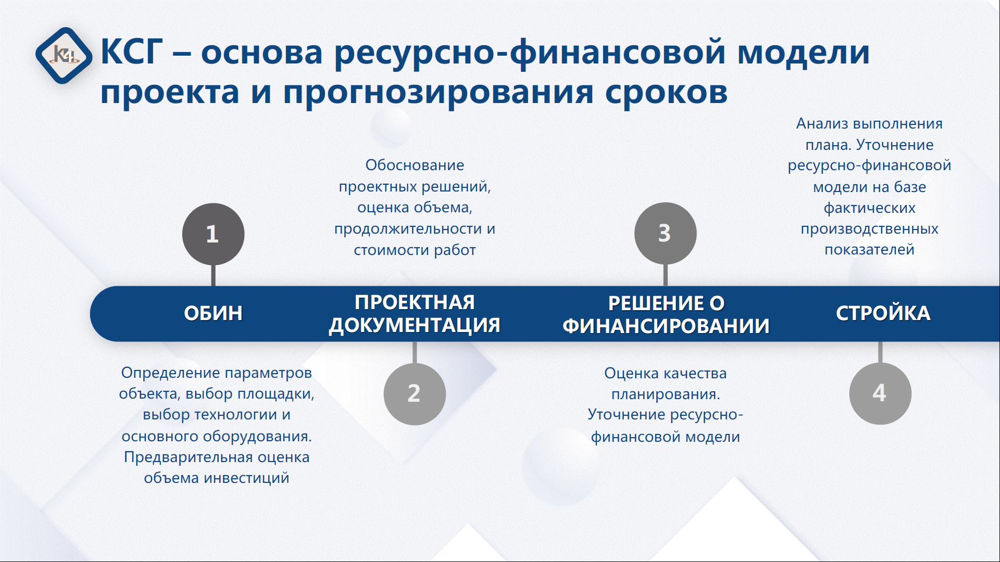 КСГ – основа ресурсно-финансовой модели
проекта и прогнозирования сроков
1
ОБИН
Определение параметров
объекта, выбор площадки,
выбор технологии и
основного оборудования.
Предварительная оценка
объема инвестиций
Обоснование
проектных решений,
оценка объема,
продолжительности и
стоимости работ
ПРОЕКТНАЯ
ДОКУМЕНТАЦИЯ
2
3
РЕШЕНИЕ О
ФИНАНСИРОВАНИИ
Оценка качества
планирования.
Уточнение ресурсно-
финансовой модели
Анализ выполнения
плана. Уточнение
ресурсно-финансовой
модели на базе
фактических
производственных
показателей
СТРОЙКА
4